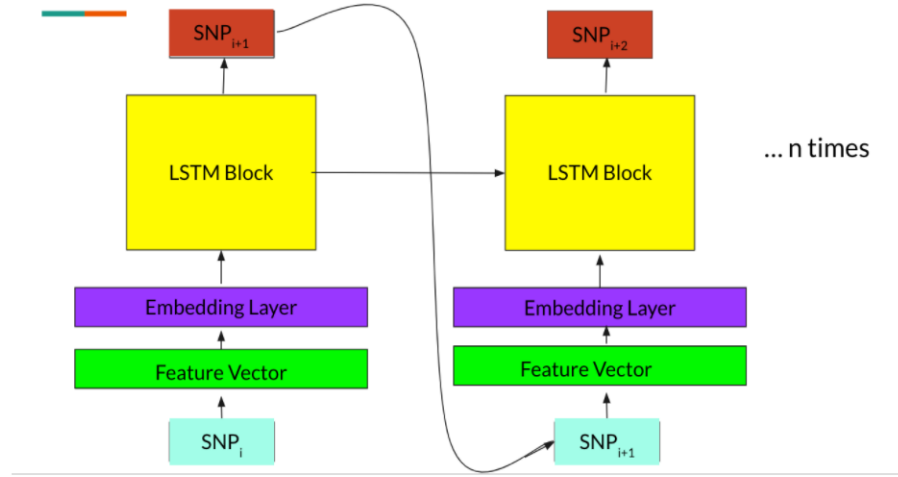 SNPi+1
SNPi+2
LSTM Block
LSTM Block
... n times
Embedding Layer
Embedding Layer
Feature Vector
Feature Vector
SNPi
SNPi+1